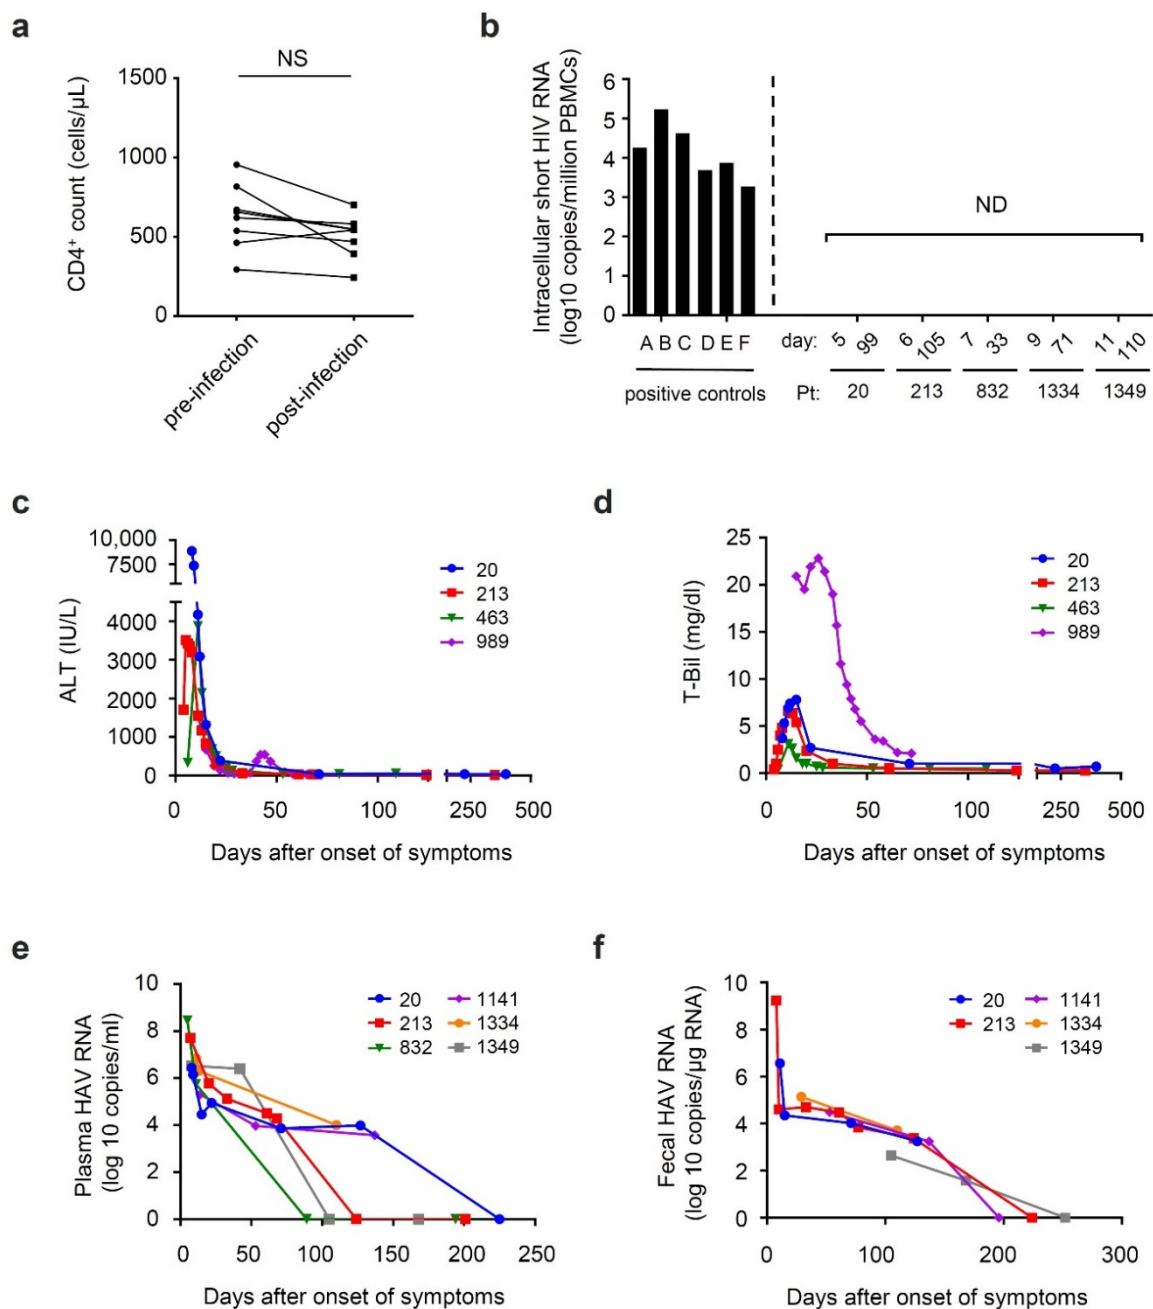 a
NS
CD4⁺ count (cells/µL)
1500
1000
500
0
pre-infection
post-infection
b
Intracellular short HIV RNA
(log10 copies/million PBMCs)
6
5
4
3
2
1
0
ND
A B C D E F
positive controls
day: 5 99 6 105 7 33 9 71 11 110
Pt: 20 213 832 1334 1349
c
ALT (IU/L)
10,000
7500
4000
3000
2000
1000
0
20
213
463
989
0 50 100 250 500
Days after onset of symptoms
d
T-Bil (mg/dl)
25
20
15
10
5
0
20
213
463
989
0 50 100 250 500
Days after onset of symptoms
e
Plasma HAV RNA
(log 10 copies/ml)
10
8
6
4
2
0
20 1141
213 1334
832 1349
0 50 100 150 200 250
Days after onset of symptoms
f
Fecal HAV RNA
(log 10 copies/µg RNA)
10
8
6
4
2
0
20 1141
213 1334
1349
0 100 200 300
Days after onset of symptoms